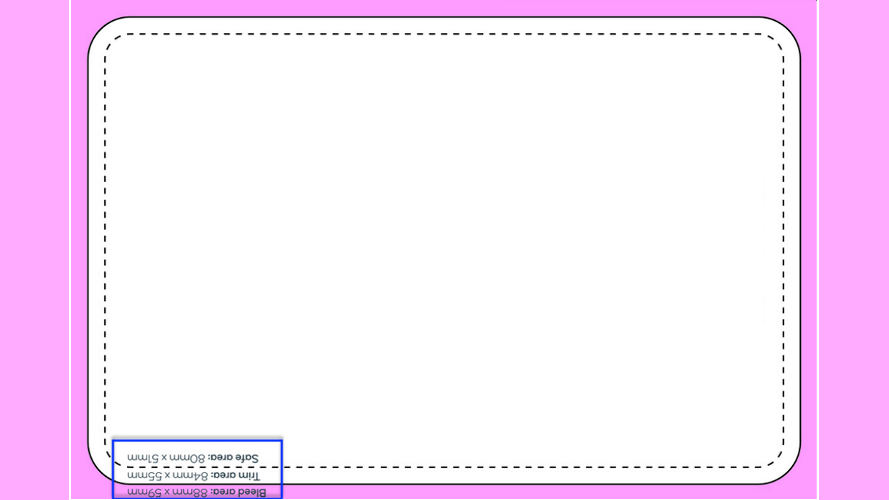 Bleed area: 88mm x 59mm
Trim area: 84mm x 55mm
Safe area: 80mm x 51mm